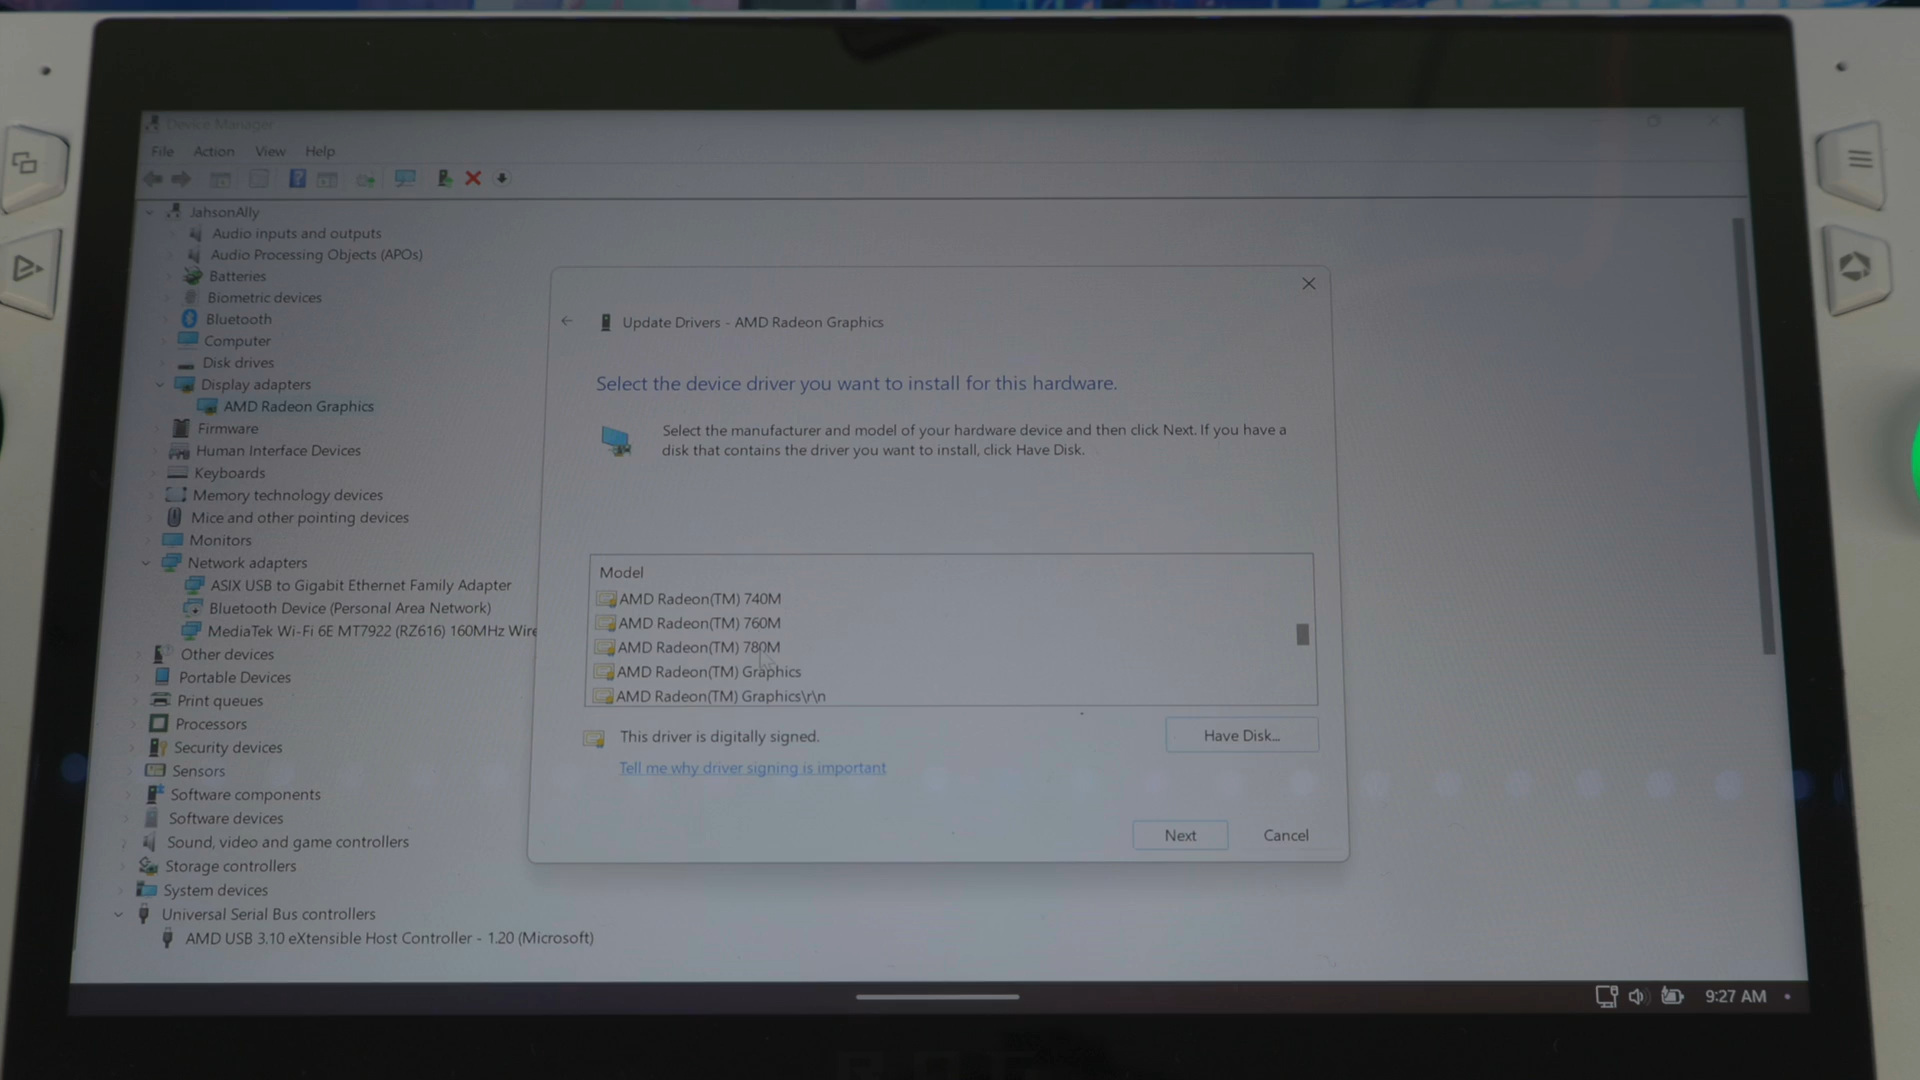 Device Manager
File Action View Help
JahsonAlly
Audio inputs and outputs
Audio Processing Objects (APOs)
Batteries
Biometric devices
Bluetooth
Computer
Disk drives
Display adapters
AMD Radeon Graphics
Firmware
Human Interface Devices
Keyboards
Memory technology devices
Mice and other pointing devices
Monitors
Network adapters
ASIX USB to Gigabit Ethernet Family Adapter
Bluetooth Device (Personal Area Network)
MediaTek Wi-Fi 6E MT7922 (RZ616) 160MHz Wire
Other devices
Portable Devices
Print queues
Processors
Security devices
Sensors
Software components
Software devices
Sound, video and game controllers
Storage controllers
System devices
Universal Serial Bus controllers
AMD USB 3.10 eXtensible Host Controller - 1.20 (Microsoft)
Update Drivers - AMD Radeon Graphics
Select the device driver you want to install for this hardware.
Select the manufacturer and model of your hardware device and then click Next. If you have a
disk that contains the driver you want to install, click Have Disk.
Model
AMD Radeon(TM) 740M
AMD Radeon(TM) 760M
AMD Radeon(TM) 780M
AMD Radeon(TM) Graphics
AMD Radeon(TM) Graphics\r\n
This driver is digitally signed.
Have Disk...
Tell me why driver signing is important
Next Cancel
9:27 AM